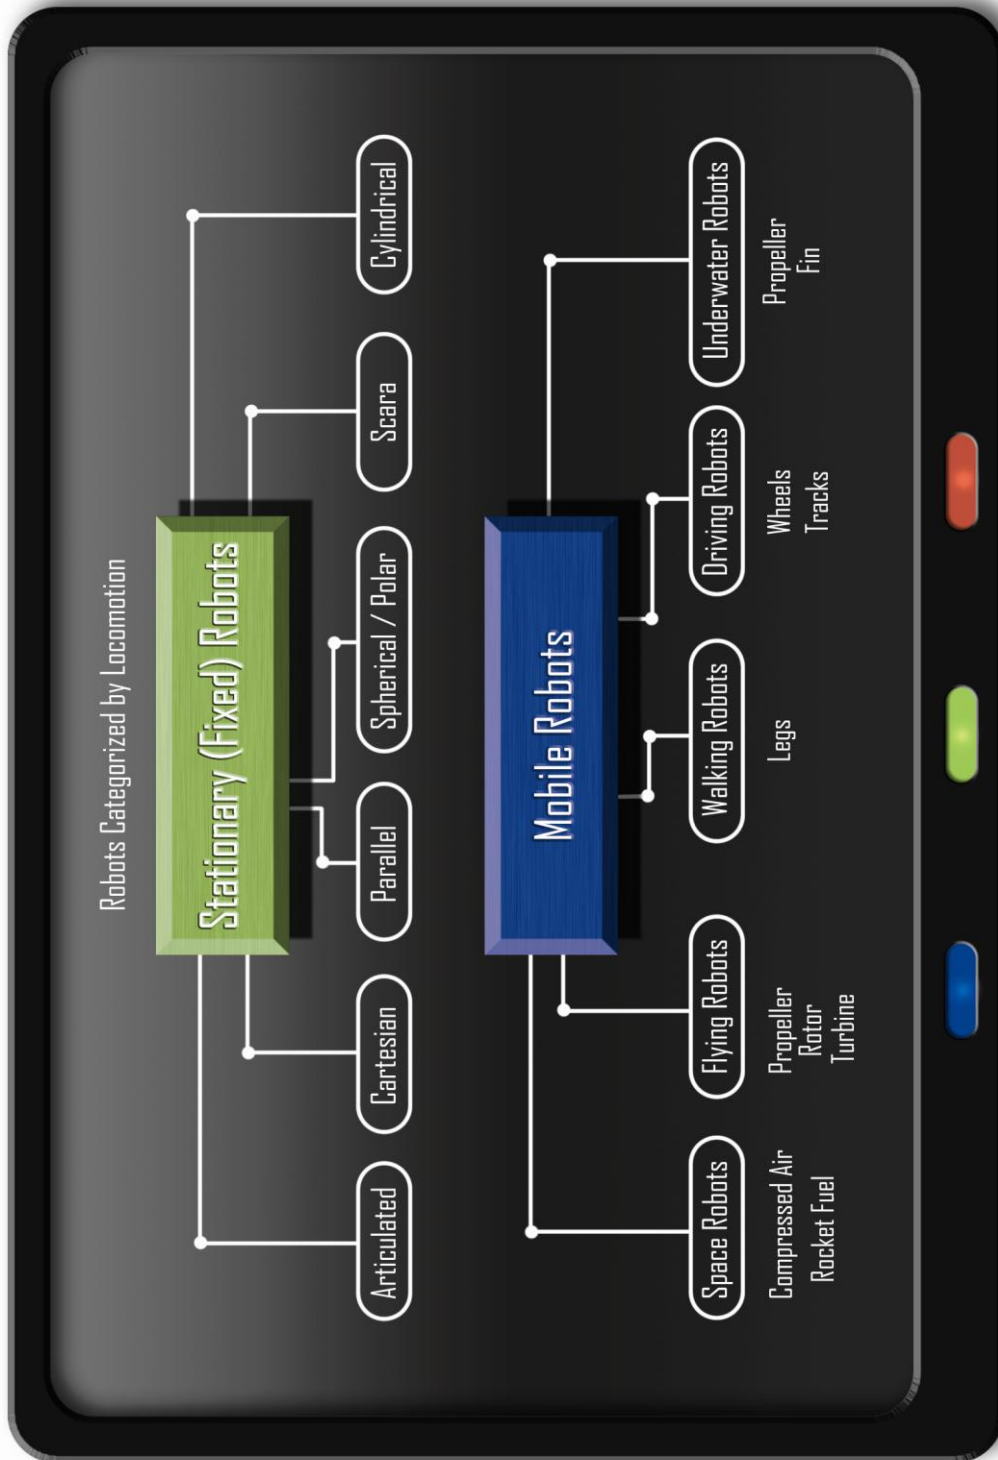 Robots Categorized by Locomotion
Stationary (Fixed) Robots
Articulated
Cartesian
Parallel
Spherical / Polar
Scara
Cylindrical
Mobile Robots
Space Robots
Compressed Air
Rocket Fuel
Flying Robots
Propeller
Rotor
Turbine
Walking Robots
Legs
Driving Robots
Wheels
Tracks
Underwater Robots
Propeller
Fin